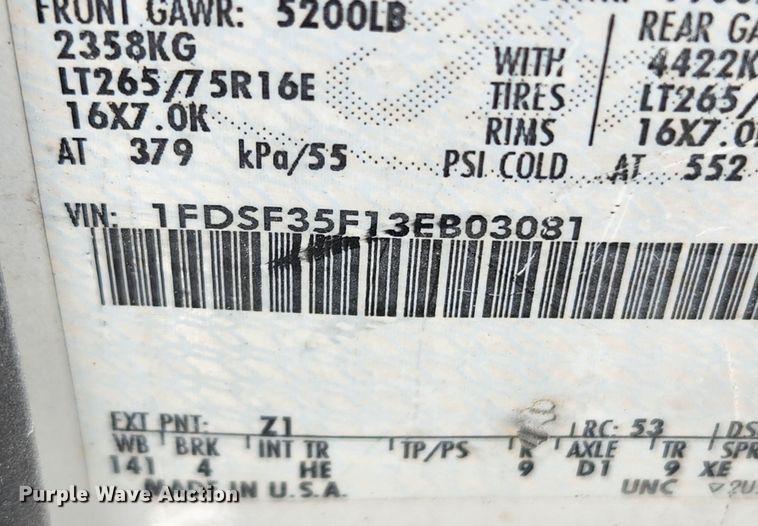 FRONT GAWR: 5200LB
REAR GA
2358KG WITH 4422K
LT265/75R16E TIRES LT265/
16X7.0K RIMS 16X7.0
AT 379 kPa/55 PSI COLD AT 552
VIN: 1FDSF35F13EB03081
EXT PNT: Z1 RC: 53 DS
WB BRK INT TR TP/PS R AXLE TR SPR
141 4 HE 9 D1 9 XE
MADE IN U.S.A. UNC
Purple Wave Auction